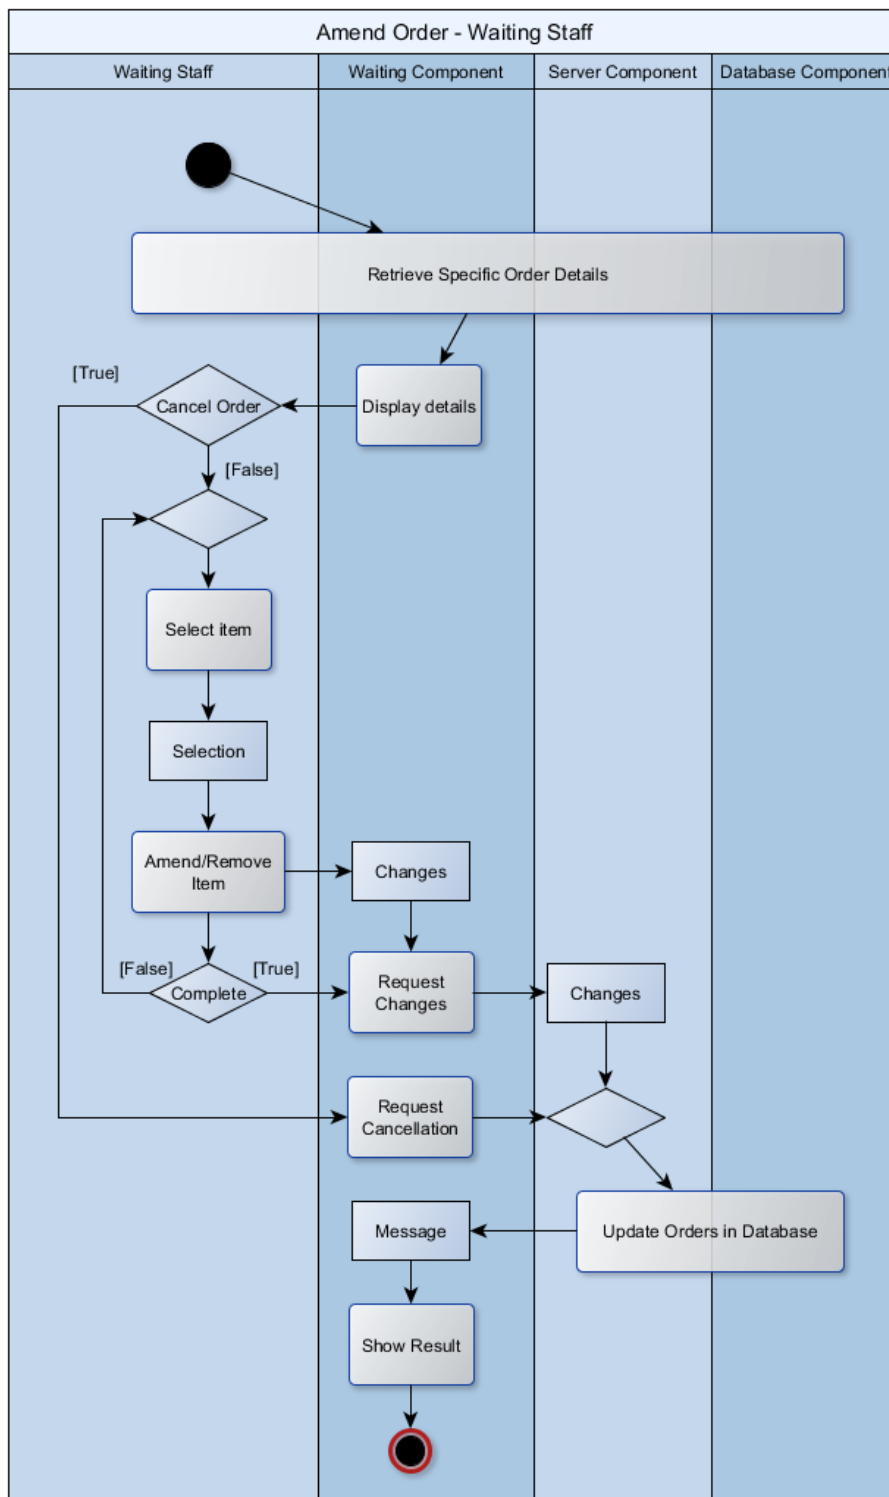 Amend Order - Waiting Staff
Waiting Staff
Waiting Component
Server Component
Database Component
Retrieve Specific Order Details
[True]
Cancel Order
Display details
[False]
Select item
Selection
Amend/Remove
Item
Changes
[False]
[True]
Complete
Request
Changes
Changes
Request
Cancellation
Message
Update Orders in Database
Show Result